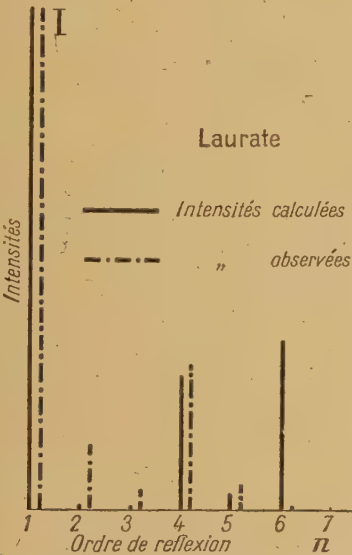 I
Laurate
Intensités calculées
„ observées
Intensités
1 2 3 4 5 6 7
Ordre de reflexion n